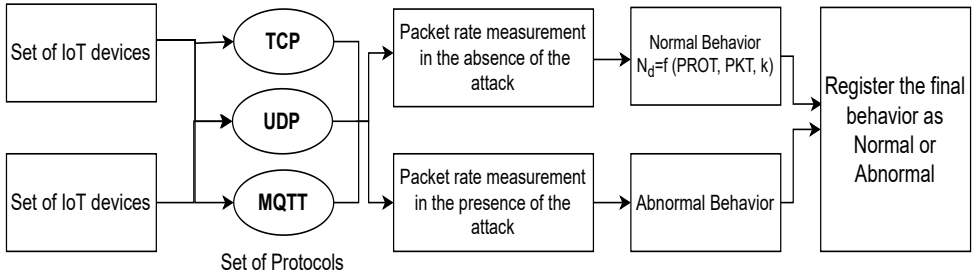 Set of IoT devices
Set of IoT devices
TCP
UDP
MQTT
Set of Protocols
Packet rate measurement
in the absence of the
attack
Packet rate measurement
in the presence of the
attack
Normal Behavior
N_d=f (PROT, PKT, k)
Abnormal Behavior
Register the final
behavior as
Normal or
Abnormal